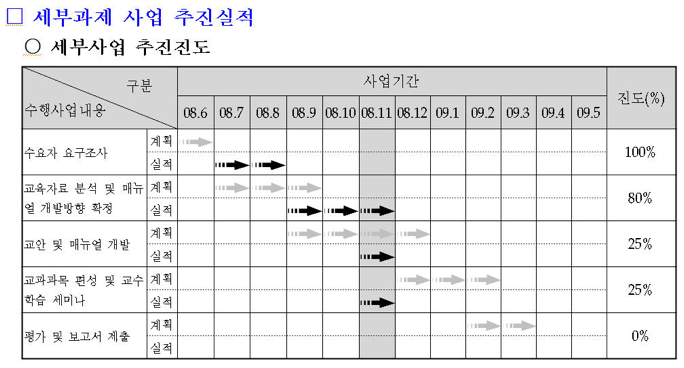 □ 세부과제 사업 추진실적
○ 세부사업 추진진도
구분 사업기간 진도(%)
수행사업내용 08.6 08.7 08.8 08.9 08.10 08.11 08.12 09.1 09.2 09.3 09.4 09.5
수요자 요구조사 계획 100%
실적
교육자료 분석 및 매뉴 계획 80%
얼 개발방향 확정 실적
교안 및 매뉴얼 개발 계획 25%
실적
교과과목 편성 및 교수 계획 25%
학습 세미나 실적
평가 및 보고서 제출 계획 0%
실적